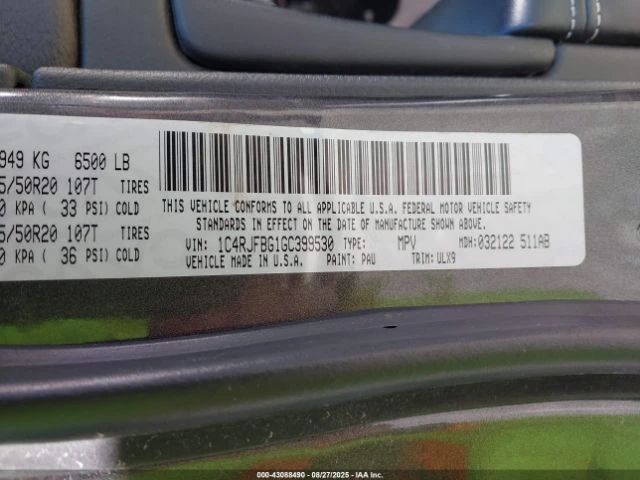 949 KG 6500 LB
5/50R20 107T TIRES
0 KPA ( 33 PSI) COLD
5/50R20 107T TIRES
0 KPA ( 36 PSI) COLD
THIS VEHICLE CONFORMS TO ALL APPLICABLE U.S.A. FEDERAL MOTOR VEHICLE SAFETY
STANDARDS IN EFFECT ON THE DATE OF MANUFACTURE SHOWN ABOVE.
VIN: 1C4RJFBG1GC399530 TYPE: MPV MDH: 032122 511AB
VEHICLE MADE IN U.S.A. PAINT: PAU TRIM: ULX9
000-43088490 - 08/27/2025 - IAA Inc.